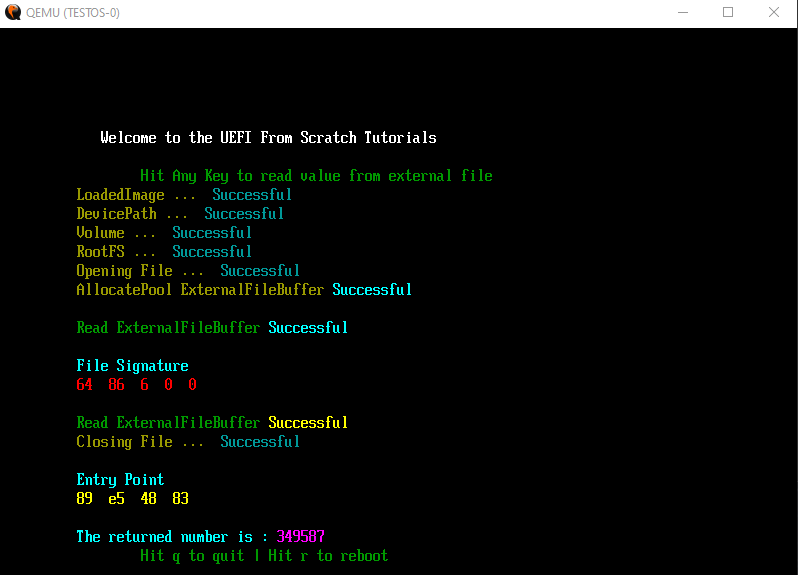 QEMU (TESTOS-0)
Welcome to the UEFI From Scratch Tutorials
Hit Any Key to read value from external file
LoadedImage ... Successful
DevicePath ... Successful
Volume ... Successful
RootFS ... Successful
Opening File ... Successful
AllocatePool ExternalFileBuffer Successful
Read ExternalFileBuffer Successful
File Signature
64 86 6 0 0
Read ExternalFileBuffer Successful
Closing File ... Successful
Entry Point
89 e5 48 83
The returned number is : 349587
Hit q to quit | Hit r to reboot